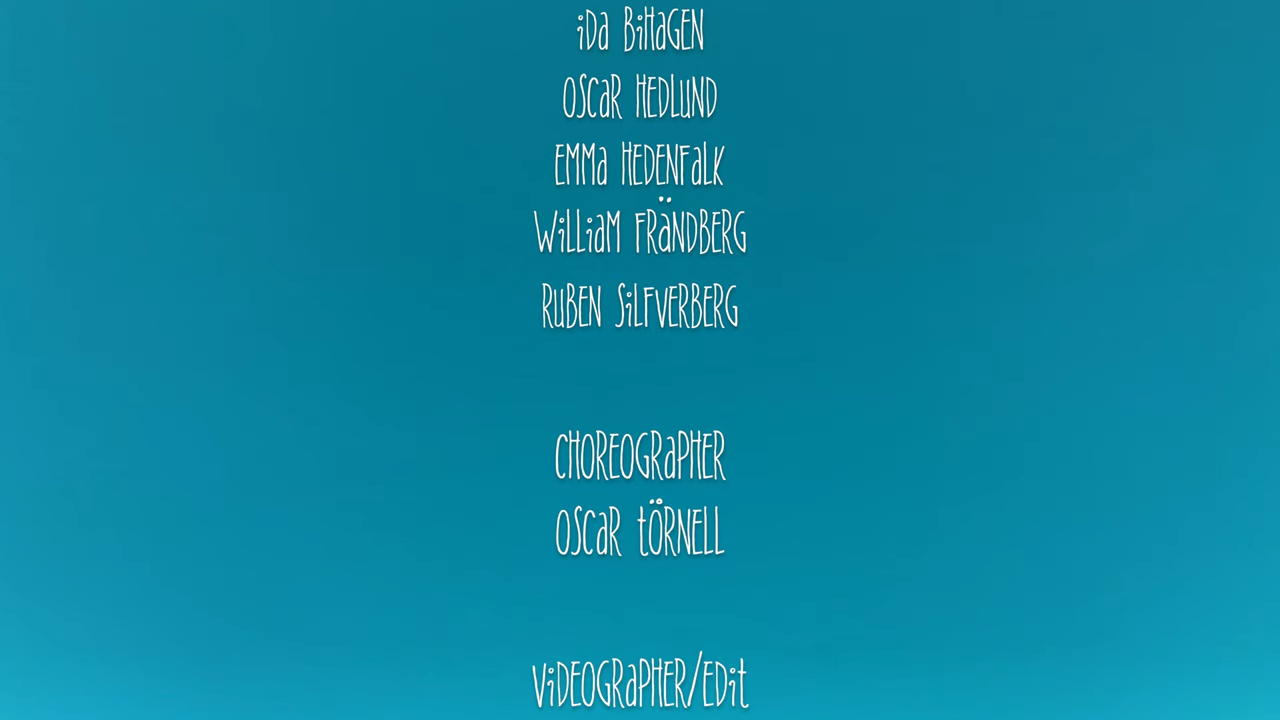 iDa BiHaGEN
OSCaR HEDLuND
EMMa HEDENFaLK
WiLLiaM FRäNDBERG
RuBEN SiLFVERBERG
CHOREOGRaPHER
OSCaR tÖRNELL
ViDEOGRaPHER/EDit